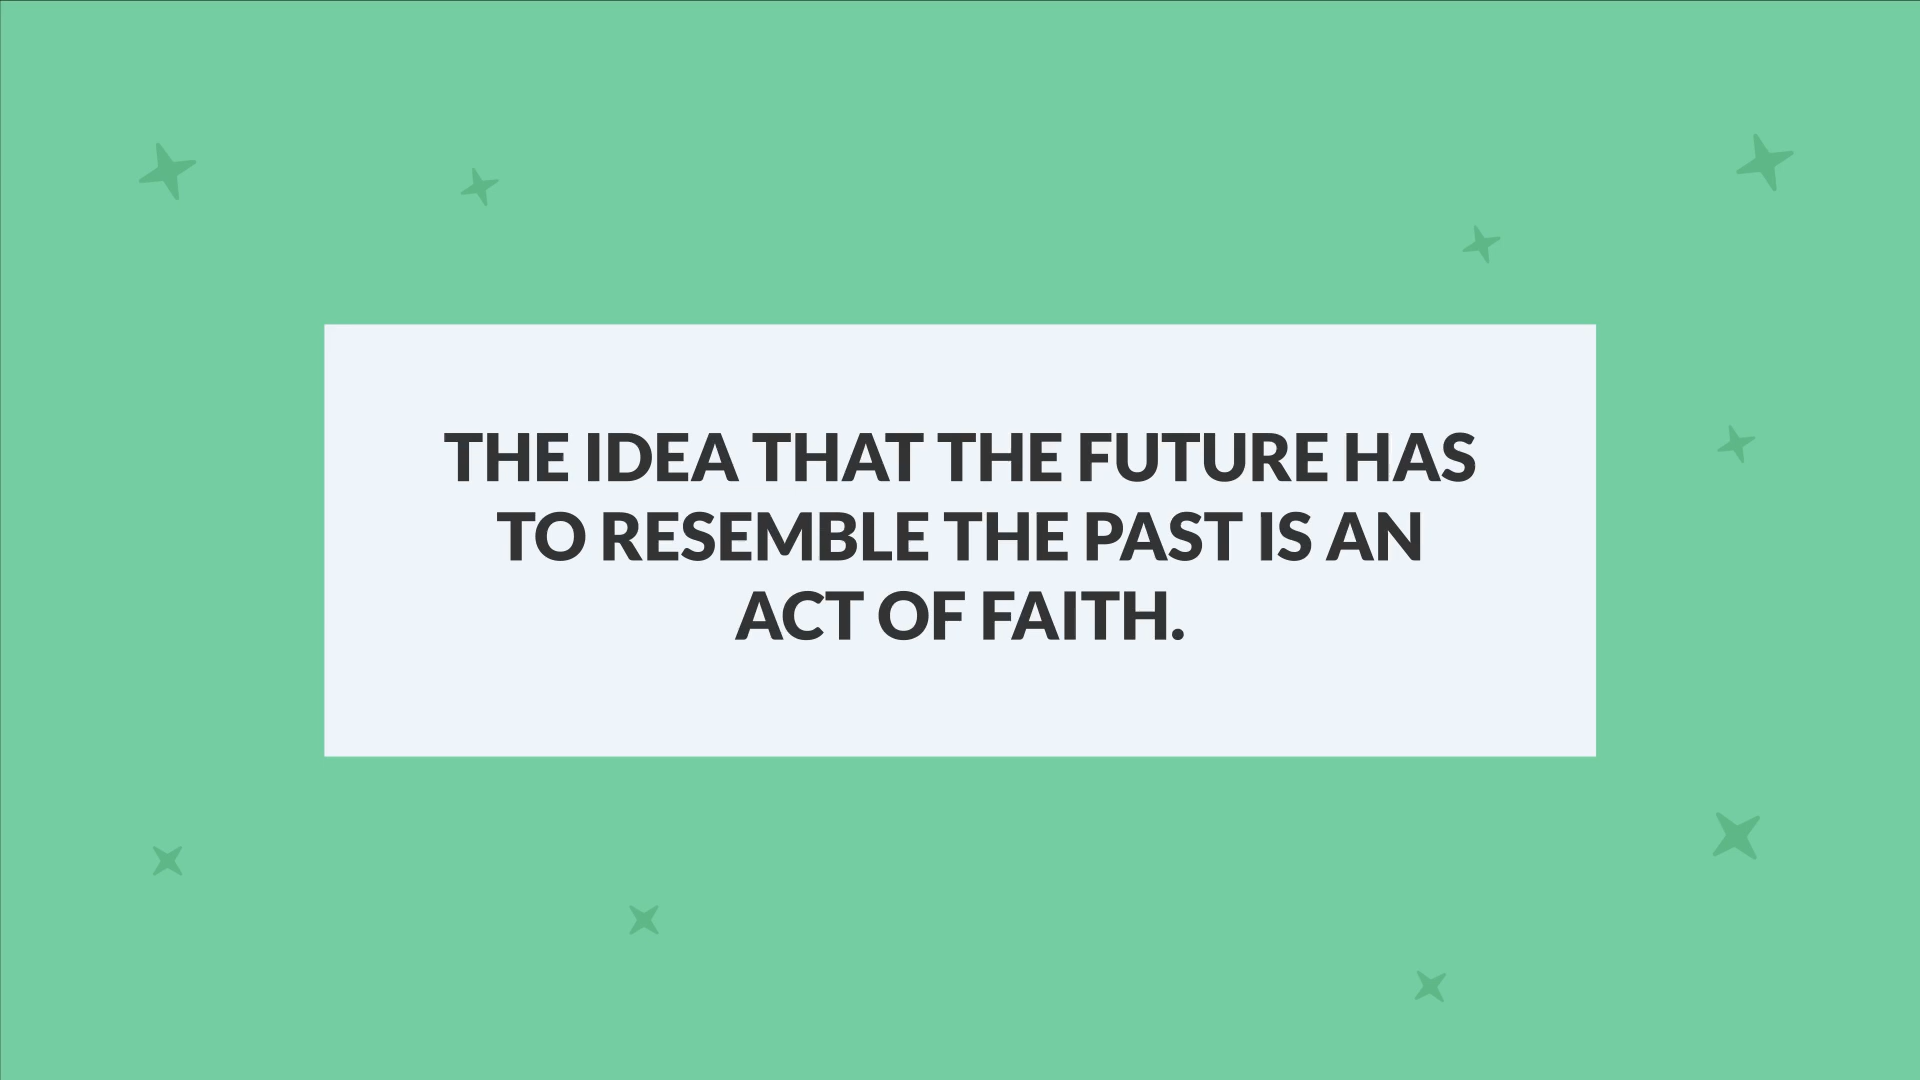 THE IDEA THAT THE FUTURE HAS
TO RESEMBLE THE PAST IS AN
ACT OF FAITH.